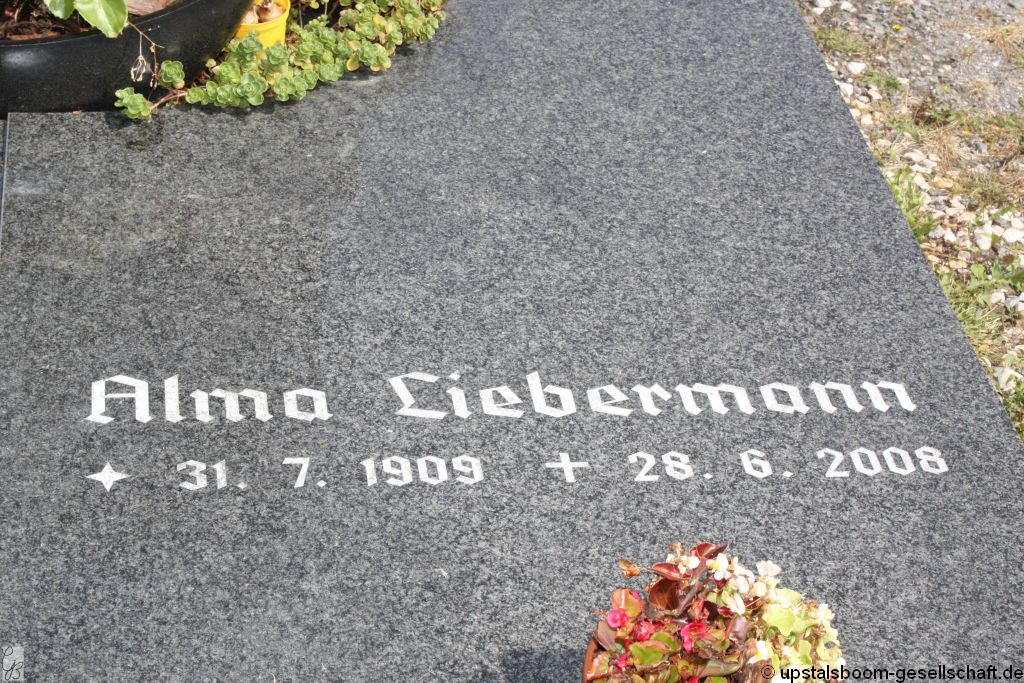 Alma Liebermann
✦ 31. 7. 1909 + 28. 6. 2008
© upstalsboom-gesellschaft.de